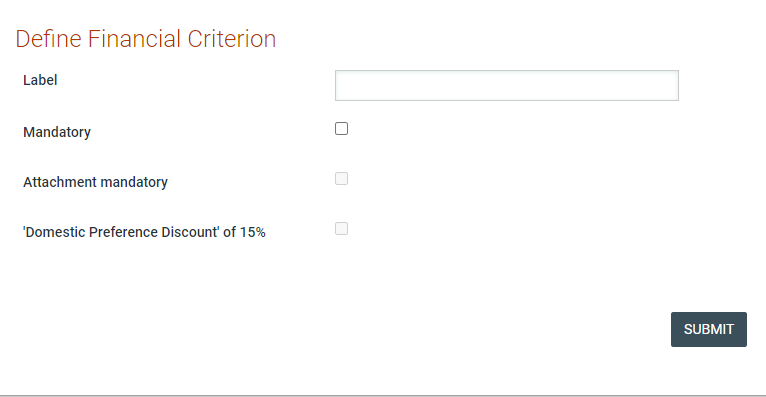 Define Financial Criterion
Label
Mandatory
Attachment mandatory
'Domestic Preference Discount' of 15%
SUBMIT